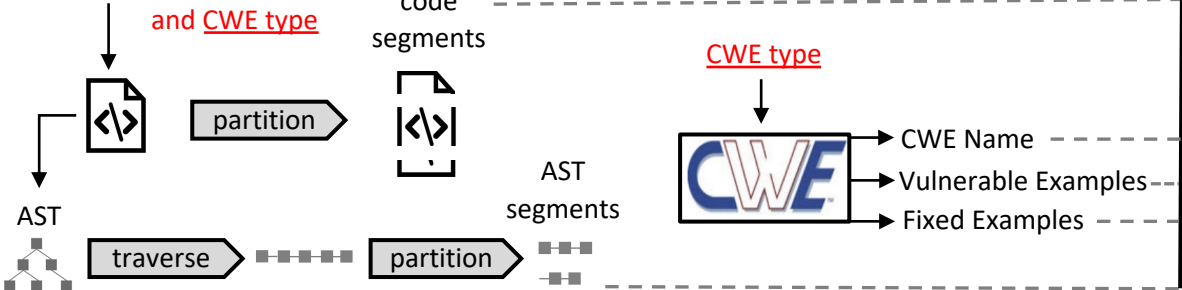 and CWE type
code
segments
CWE type
partition
CWE
CWE Name
Vulnerable Examples
Fixed Examples
AST
segments
AST
traverse
partition